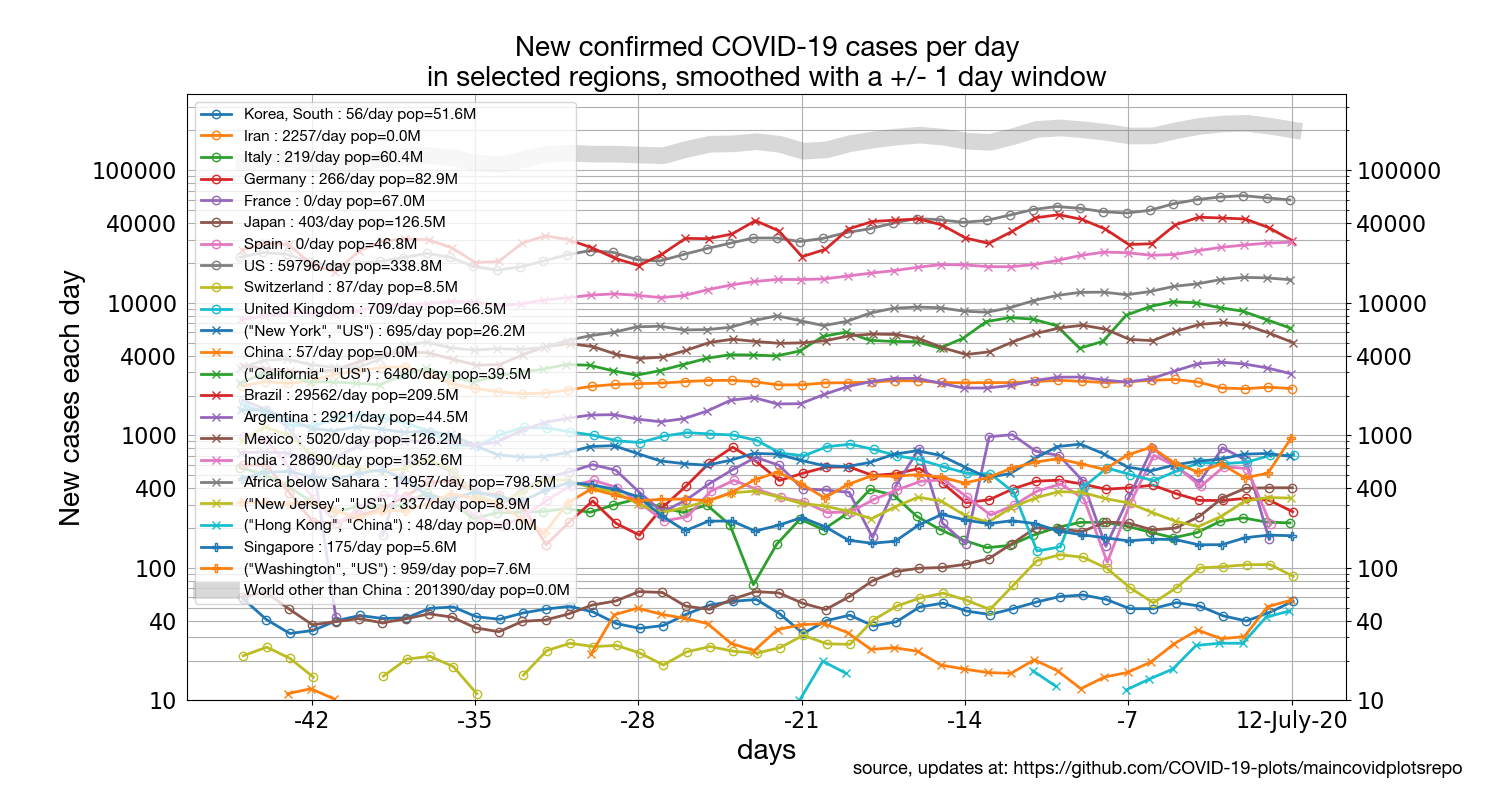 New confirmed COVID-19 cases per day
in selected regions, smoothed with a +/- 1 day window
Korea, South : 56/day pop=51.6M
Iran : 2257/day pop=0.0M
Italy : 219/day pop=60.4M
Germany : 266/day pop=82.9M
France : 0/day pop=67.0M
Japan : 403/day pop=126.5M
Spain : 0/day pop=46.8M
US : 59796/day pop=338.8M
Switzerland : 87/day pop=8.5M
United Kingdom : 709/day pop=66.5M
("New York", "US") : 695/day pop=26.2M
China : 57/day pop=0.0M
("California", "US") : 6480/day pop=39.5M
Brazil : 29562/day pop=209.5M
Argentina : 2921/day pop=44.5M
Mexico : 5020/day pop=126.2M
India : 28690/day pop=1352.6M
Africa below Sahara : 14957/day pop=798.5M
("New Jersey", "US") : 337/day pop=8.9M
("Hong Kong", "China") : 48/day pop=0.0M
Singapore : 175/day pop=5.6M
("Washington", "US") : 959/day pop=7.6M
World other than China : 201390/day pop=0.0M
New cases each day
100000
40000
10000
4000
1000
400
100
40
10
100000
40000
10000
4000
1000
400
100
40
10
-42 -35 -28 -21 -14 -7 12-July-20
days
source, updates at: https://github.com/COVID-19-plots/maincovidplotsrepo